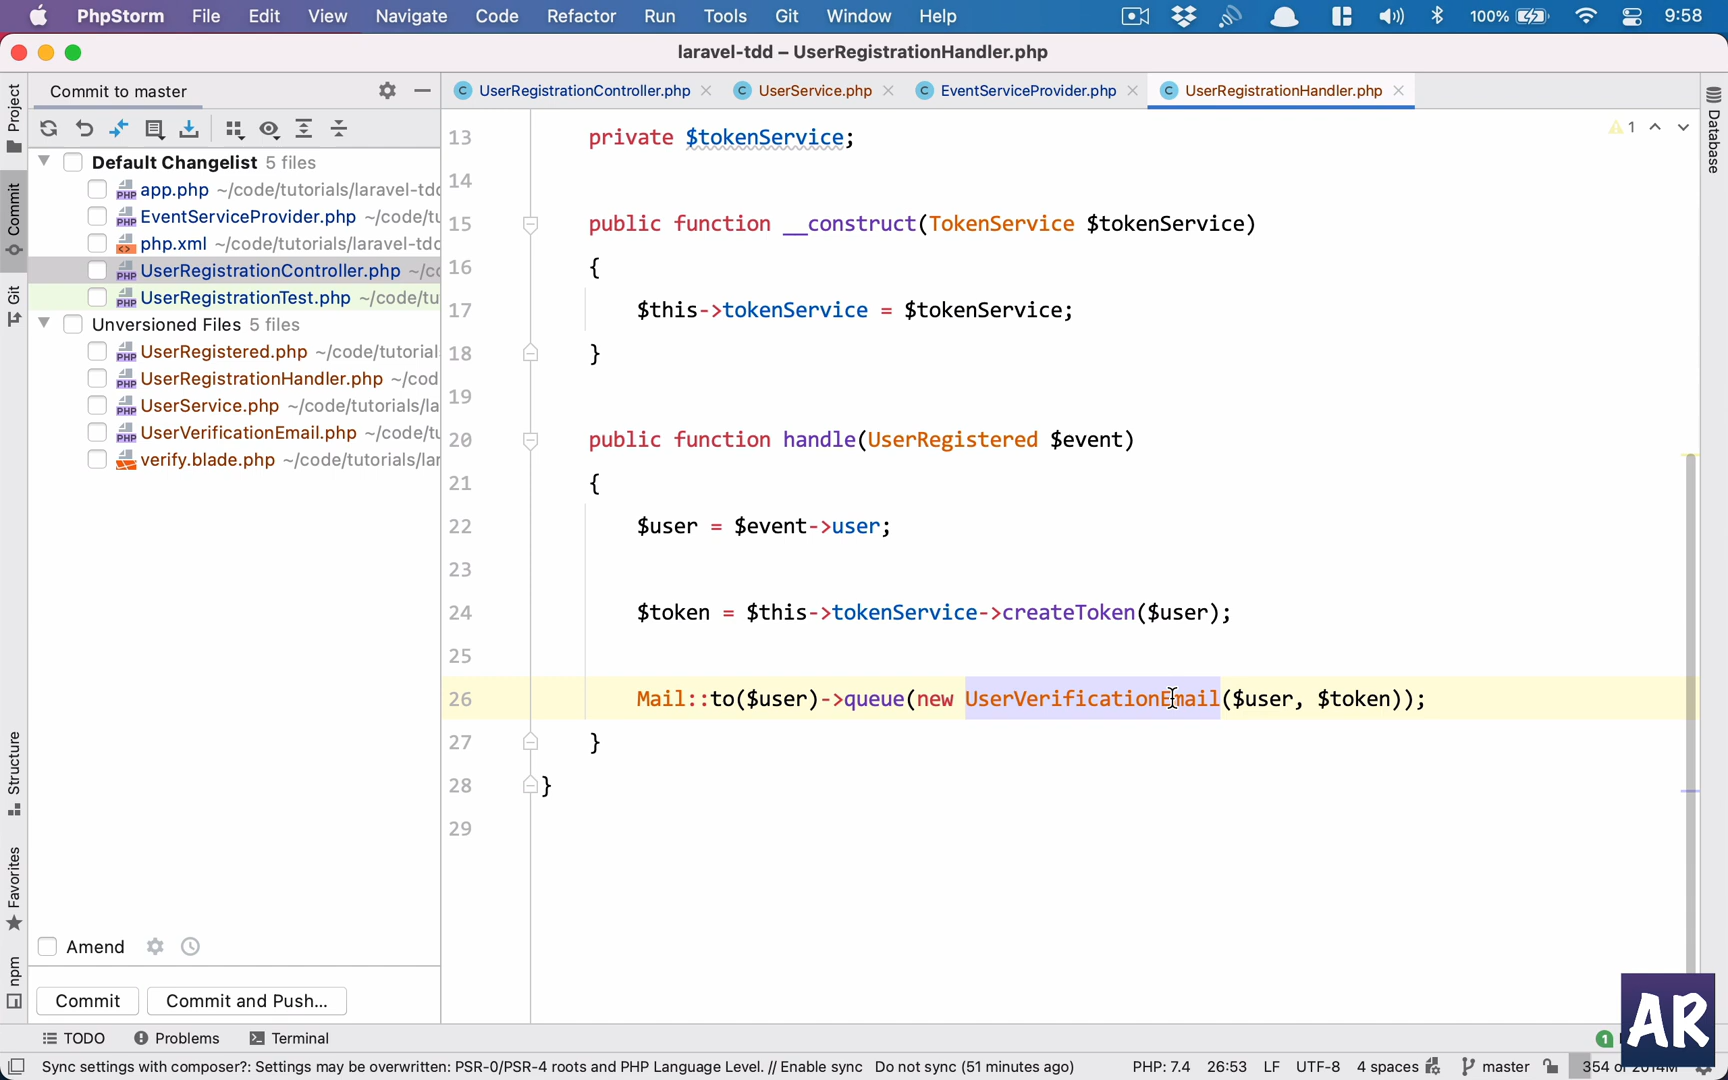 PhpStorm File Edit View Navigate Code Refactor Run Tools Git Window Help 100% 9:58
laravel-tdd – UserRegistrationHandler.php
Commit to master
UserRegistrationController.php UserService.php EventServiceProvider.php UserRegistrationHandler.php
Project
Commit
Git
Structure
Favorites
npm
Default Changelist 5 files
app.php ~/code/tutorials/laravel-tdd
EventServiceProvider.php ~/code/tu
php.xml ~/code/tutorials/laravel-tdd
UserRegistrationController.php ~/co
UserRegistrationTest.php ~/code/tu
Unversioned Files 5 files
UserRegistered.php ~/code/tutorial
UserRegistrationHandler.php ~/cod
UserService.php ~/code/tutorials/la
UserVerificationEmail.php ~/code/tu
verify.blade.php ~/code/tutorials/lar
Amend
Commit Commit and Push...
13 private $tokenService;
14
15 public function __construct(TokenService $tokenService)
16 {
17 $this->tokenService = $tokenService;
18 }
19
20 public function handle(UserRegistered $event)
21 {
22 $user = $event->user;
23
24 $token = $this->tokenService->createToken($user);
25
26 Mail::to($user)->queue(new UserVerificationEmail($user, $token));
27 }
28 }
29
1
Database
AR
TODO Problems Terminal 1
Sync settings with composer?: Settings may be overwritten: PSR-0/PSR-4 roots and PHP Language Level. // Enable sync Do not sync (51 minutes ago) PHP: 7.4 26:53 LF UTF-8 4 spaces master 354 of 2014M